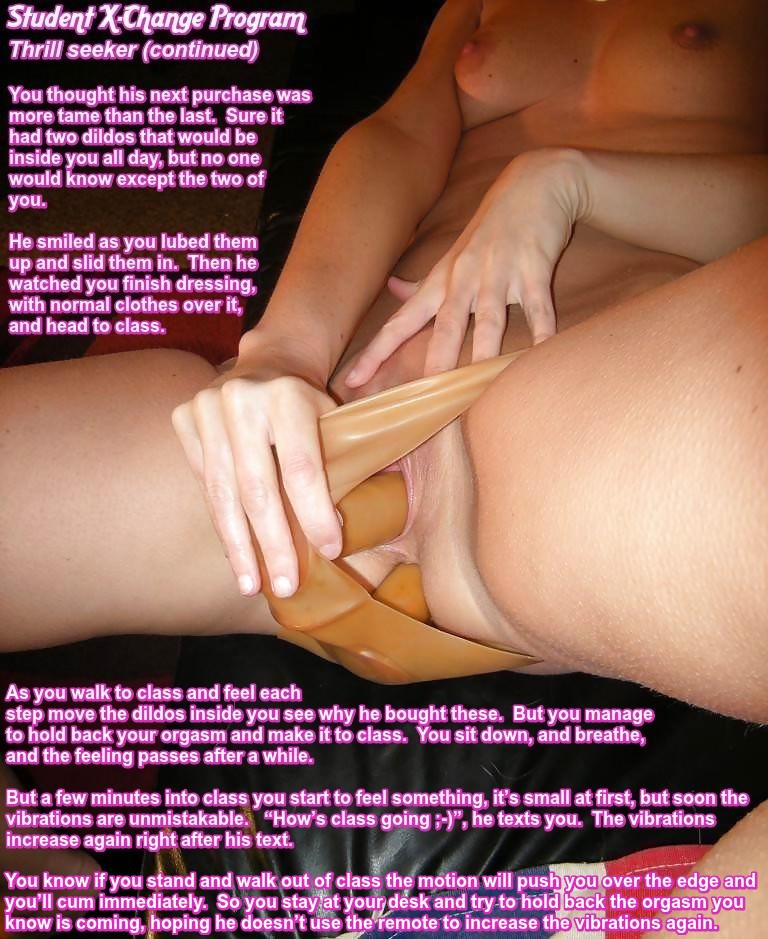 Student X-Change Program
Thrill seeker (continued)
You thought his next purchase was
more tame than the last.  Sure it
had two dildos that would be
inside you all day, but no one
would know except the two of
you.
He smiled as you lubed them
up and slid them in.  Then he
watched you finish dressing,
with normal clothes over it,
and head to class.
As you walk to class and feel each
step move the dildos inside you see why he bought these.  But you manage
to hold back your orgasm and make it to class.  You sit down, and breathe,
and the feeling passes after a while.
But a few minutes into class you start to feel something, it's small at first, but soon the
vibrations are unmistakable.   "How's class going ;-)", he texts you.  The vibrations
increase again right after his text.
You know if you stand and walk out of class the motion will push you over the edge and
you'll cum immediately.  So you stay at your desk and try to hold back the orgasm you
know is coming, hoping he doesn't use the remote to increase the vibrations again.